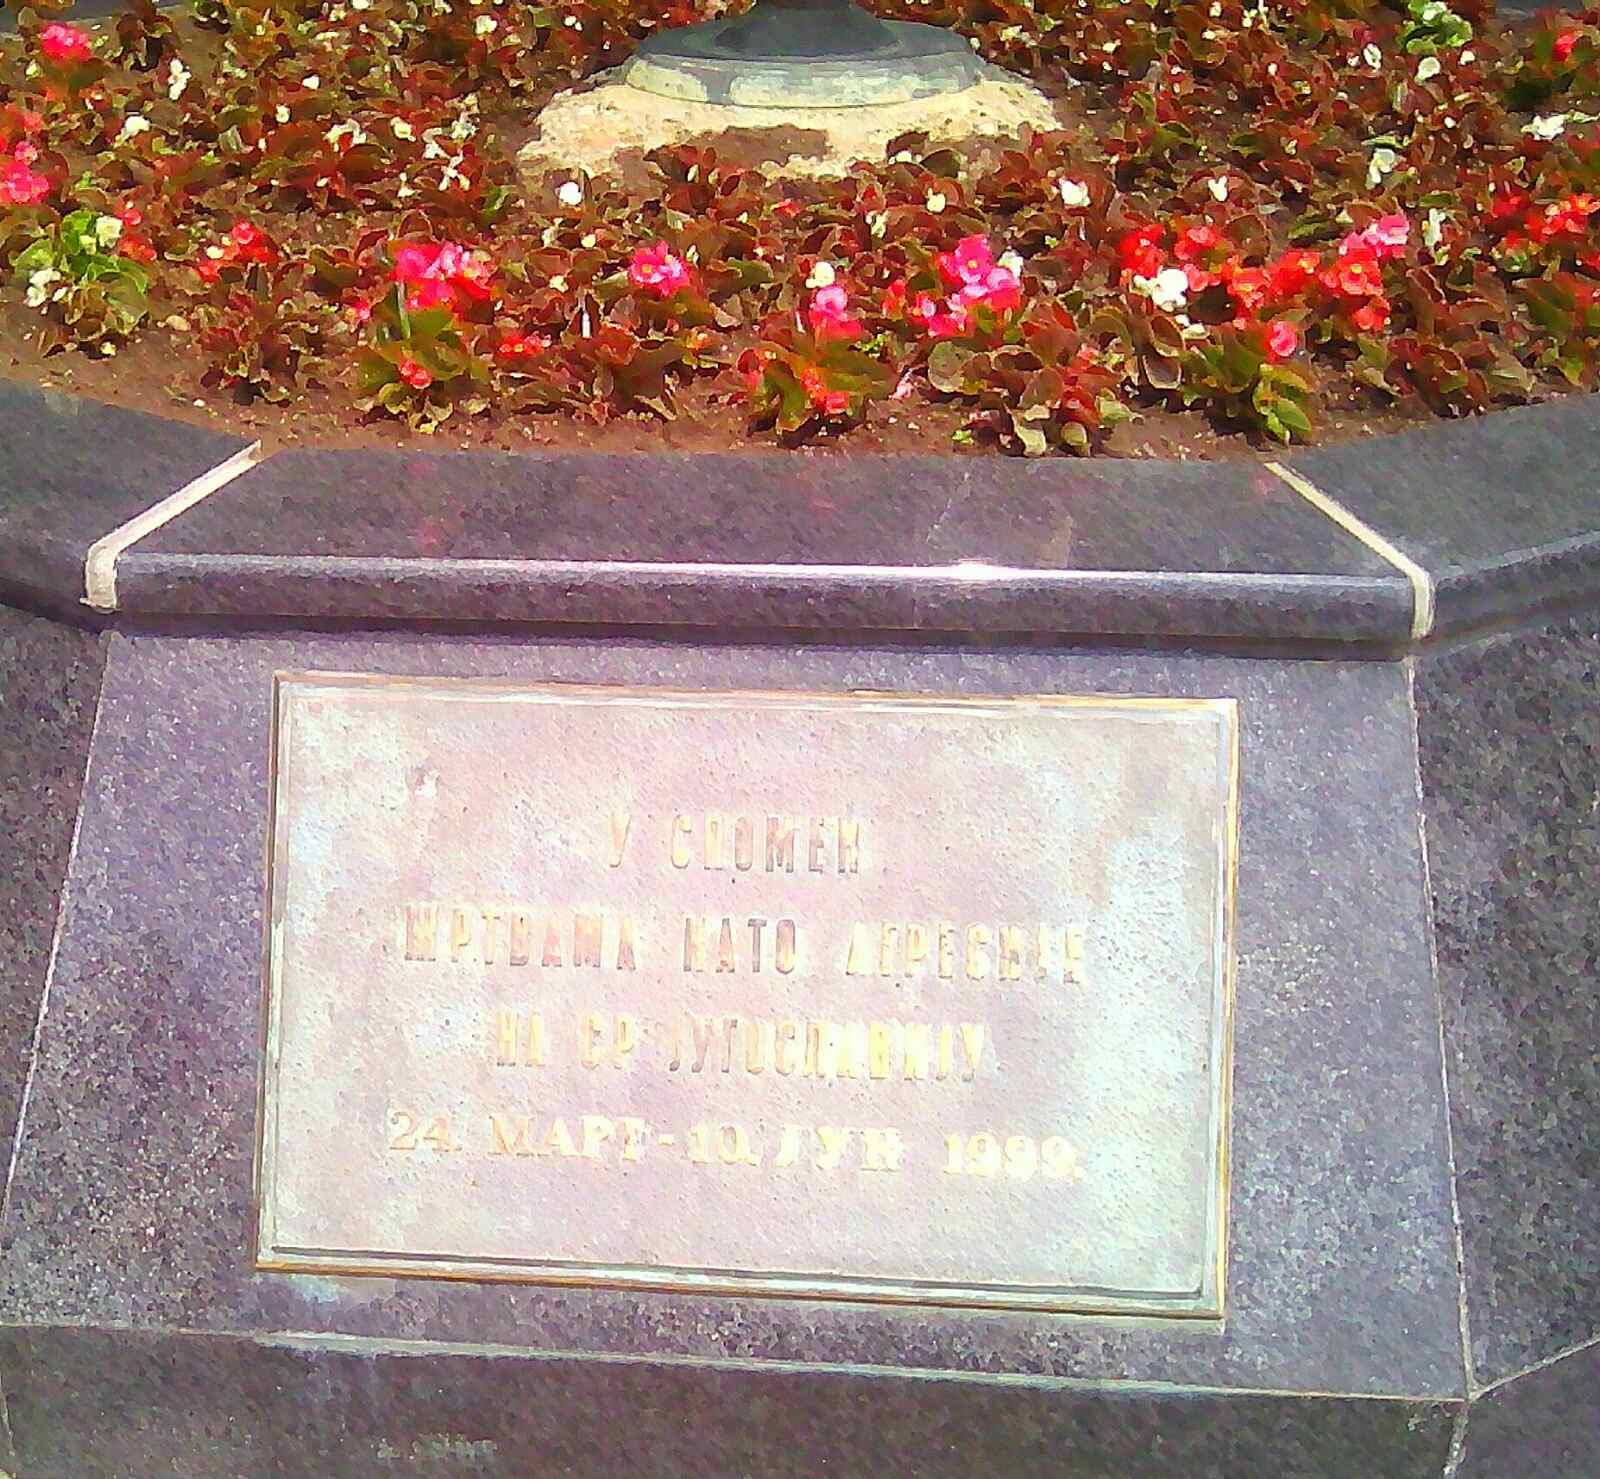 У СПОМЕН
ЖРТВАМА НАТО АГРЕСИЈЕ
НА СР ЈУГОСЛАВИЈУ
24. МАРТ - 10. ЈУН 1999.